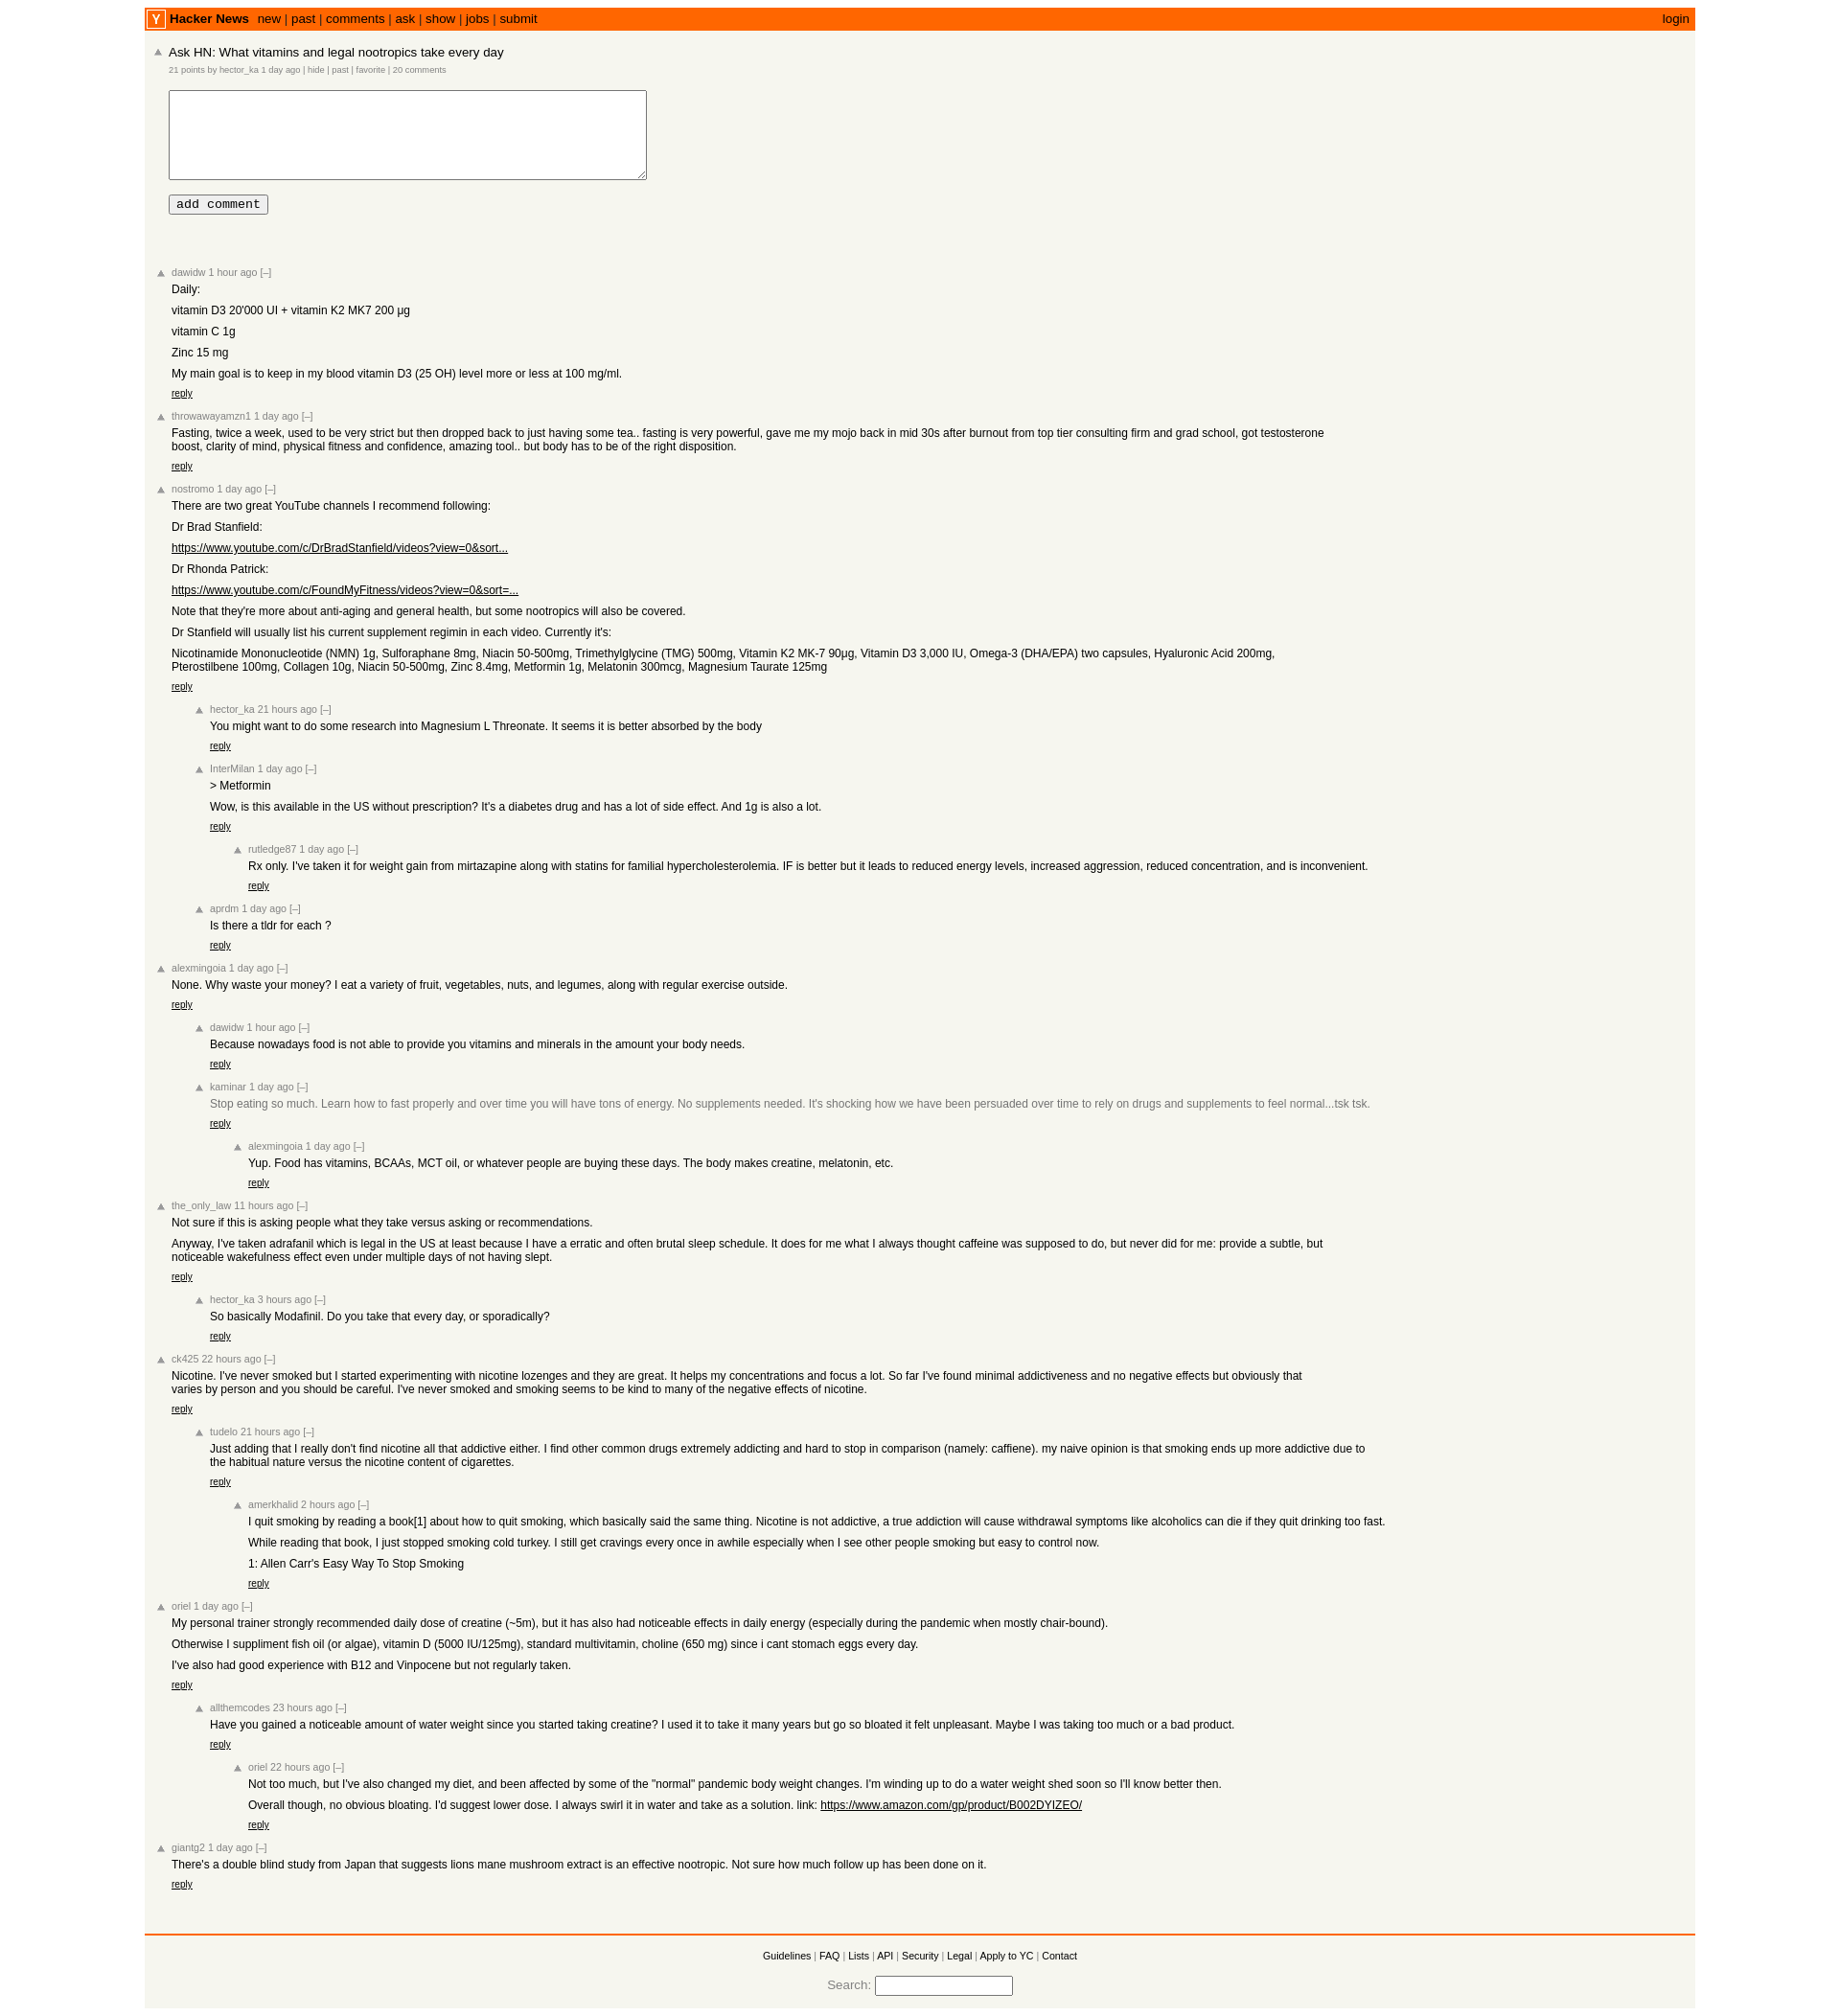 Y Hacker News new | past | comments | ask | show | jobs | submit login
Ask HN: What vitamins and legal nootropics take every day
21 points by hector_ka 1 day ago | hide | past | favorite | 20 comments
add comment
dawidw 1 hour ago [–]
Daily:
vitamin D3 20'000 UI + vitamin K2 MK7 200 μg
vitamin C 1g
Zinc 15 mg
My main goal is to keep in my blood vitamin D3 (25 OH) level more or less at 100 mg/ml.
reply
throwawayamzn1 1 day ago [–]
Fasting, twice a week, used to be very strict but then dropped back to just having some tea.. fasting is very powerful, gave me my mojo back in mid 30s after burnout from top tier consulting firm and grad school, got testosterone
boost, clarity of mind, physical fitness and confidence, amazing tool.. but body has to be of the right disposition.
reply
nostromo 1 day ago [–]
There are two great YouTube channels I recommend following:
Dr Brad Stanfield:
https://www.youtube.com/c/DrBradStanfield/videos?view=0&sort...
Dr Rhonda Patrick:
https://www.youtube.com/c/FoundMyFitness/videos?view=0&sort=...
Note that they're more about anti-aging and general health, but some nootropics will also be covered.
Dr Stanfield will usually list his current supplement regimin in each video. Currently it's:
Nicotinamide Mononucleotide (NMN) 1g, Sulforaphane 8mg, Niacin 50-500mg, Trimethylglycine (TMG) 500mg, Vitamin K2 MK-7 90μg, Vitamin D3 3,000 IU, Omega-3 (DHA/EPA) two capsules, Hyaluronic Acid 200mg,
Pterostilbene 100mg, Collagen 10g, Niacin 50-500mg, Zinc 8.4mg, Metformin 1g, Melatonin 300mcg, Magnesium Taurate 125mg
reply
hector_ka 21 hours ago [–]
You might want to do some research into Magnesium L Threonate. It seems it is better absorbed by the body
reply
InterMilan 1 day ago [–]
> Metformin
Wow, is this available in the US without prescription? It's a diabetes drug and has a lot of side effect. And 1g is also a lot.
reply
rutledge87 1 day ago [–]
Rx only. I've taken it for weight gain from mirtazapine along with statins for familial hypercholesterolemia. IF is better but it leads to reduced energy levels, increased aggression, reduced concentration, and is inconvenient.
reply
aprdm 1 day ago [–]
Is there a tldr for each ?
reply
alexmingoia 1 day ago [–]
None. Why waste your money? I eat a variety of fruit, vegetables, nuts, and legumes, along with regular exercise outside.
reply
dawidw 1 hour ago [–]
Because nowadays food is not able to provide you vitamins and minerals in the amount your body needs.
reply
kaminar 1 day ago [–]
Stop eating so much. Learn how to fast properly and over time you will have tons of energy. No supplements needed. It's shocking how we have been persuaded over time to rely on drugs and supplements to feel normal...tsk tsk.
reply
alexmingoia 1 day ago [–]
Yup. Food has vitamins, BCAAs, MCT oil, or whatever people are buying these days. The body makes creatine, melatonin, etc.
reply
the_only_law 11 hours ago [–]
Not sure if this is asking people what they take versus asking or recommendations.
Anyway, I've taken adrafanil which is legal in the US at least because I have a erratic and often brutal sleep schedule. It does for me what I always thought caffeine was supposed to do, but never did for me: provide a subtle, but
noticeable wakefulness effect even under multiple days of not having slept.
reply
hector_ka 3 hours ago [–]
So basically Modafinil. Do you take that every day, or sporadically?
reply
ck425 22 hours ago [–]
Nicotine. I've never smoked but I started experimenting with nicotine lozenges and they are great. It helps my concentrations and focus a lot. So far I've found minimal addictiveness and no negative effects but obviously that
varies by person and you should be careful. I've never smoked and smoking seems to be kind to many of the negative effects of nicotine.
reply
tudelo 21 hours ago [–]
Just adding that I really don't find nicotine all that addictive either. I find other common drugs extremely addicting and hard to stop in comparison (namely: caffiene). my naive opinion is that smoking ends up more addictive due to
the habitual nature versus the nicotine content of cigarettes.
reply
amerkhalid 2 hours ago [–]
I quit smoking by reading a book[1] about how to quit smoking, which basically said the same thing. Nicotine is not addictive, a true addiction will cause withdrawal symptoms like alcoholics can die if they quit drinking too fast.
While reading that book, I just stopped smoking cold turkey. I still get cravings every once in awhile especially when I see other people smoking but easy to control now.
1: Allen Carr's Easy Way To Stop Smoking
reply
oriel 1 day ago [–]
My personal trainer strongly recommended daily dose of creatine (~5m), but it has also had noticeable effects in daily energy (especially during the pandemic when mostly chair-bound).
Otherwise I suppliment fish oil (or algae), vitamin D (5000 IU/125mg), standard multivitamin, choline (650 mg) since i cant stomach eggs every day.
I've also had good experience with B12 and Vinpocene but not regularly taken.
reply
allthemcodes 23 hours ago [–]
Have you gained a noticeable amount of water weight since you started taking creatine? I used it to take it many years but go so bloated it felt unpleasant. Maybe I was taking too much or a bad product.
reply
oriel 22 hours ago [–]
Not too much, but I've also changed my diet, and been affected by some of the "normal" pandemic body weight changes. I'm winding up to do a water weight shed soon so I'll know better then.
Overall though, no obvious bloating. I'd suggest lower dose. I always swirl it in water and take as a solution. link: https://www.amazon.com/gp/product/B002DYIZEO/
reply
giantg2 1 day ago [–]
There's a double blind study from Japan that suggests lions mane mushroom extract is an effective nootropic. Not sure how much follow up has been done on it.
reply
Guidelines | FAQ | Lists | API | Security | Legal | Apply to YC | Contact
Search: